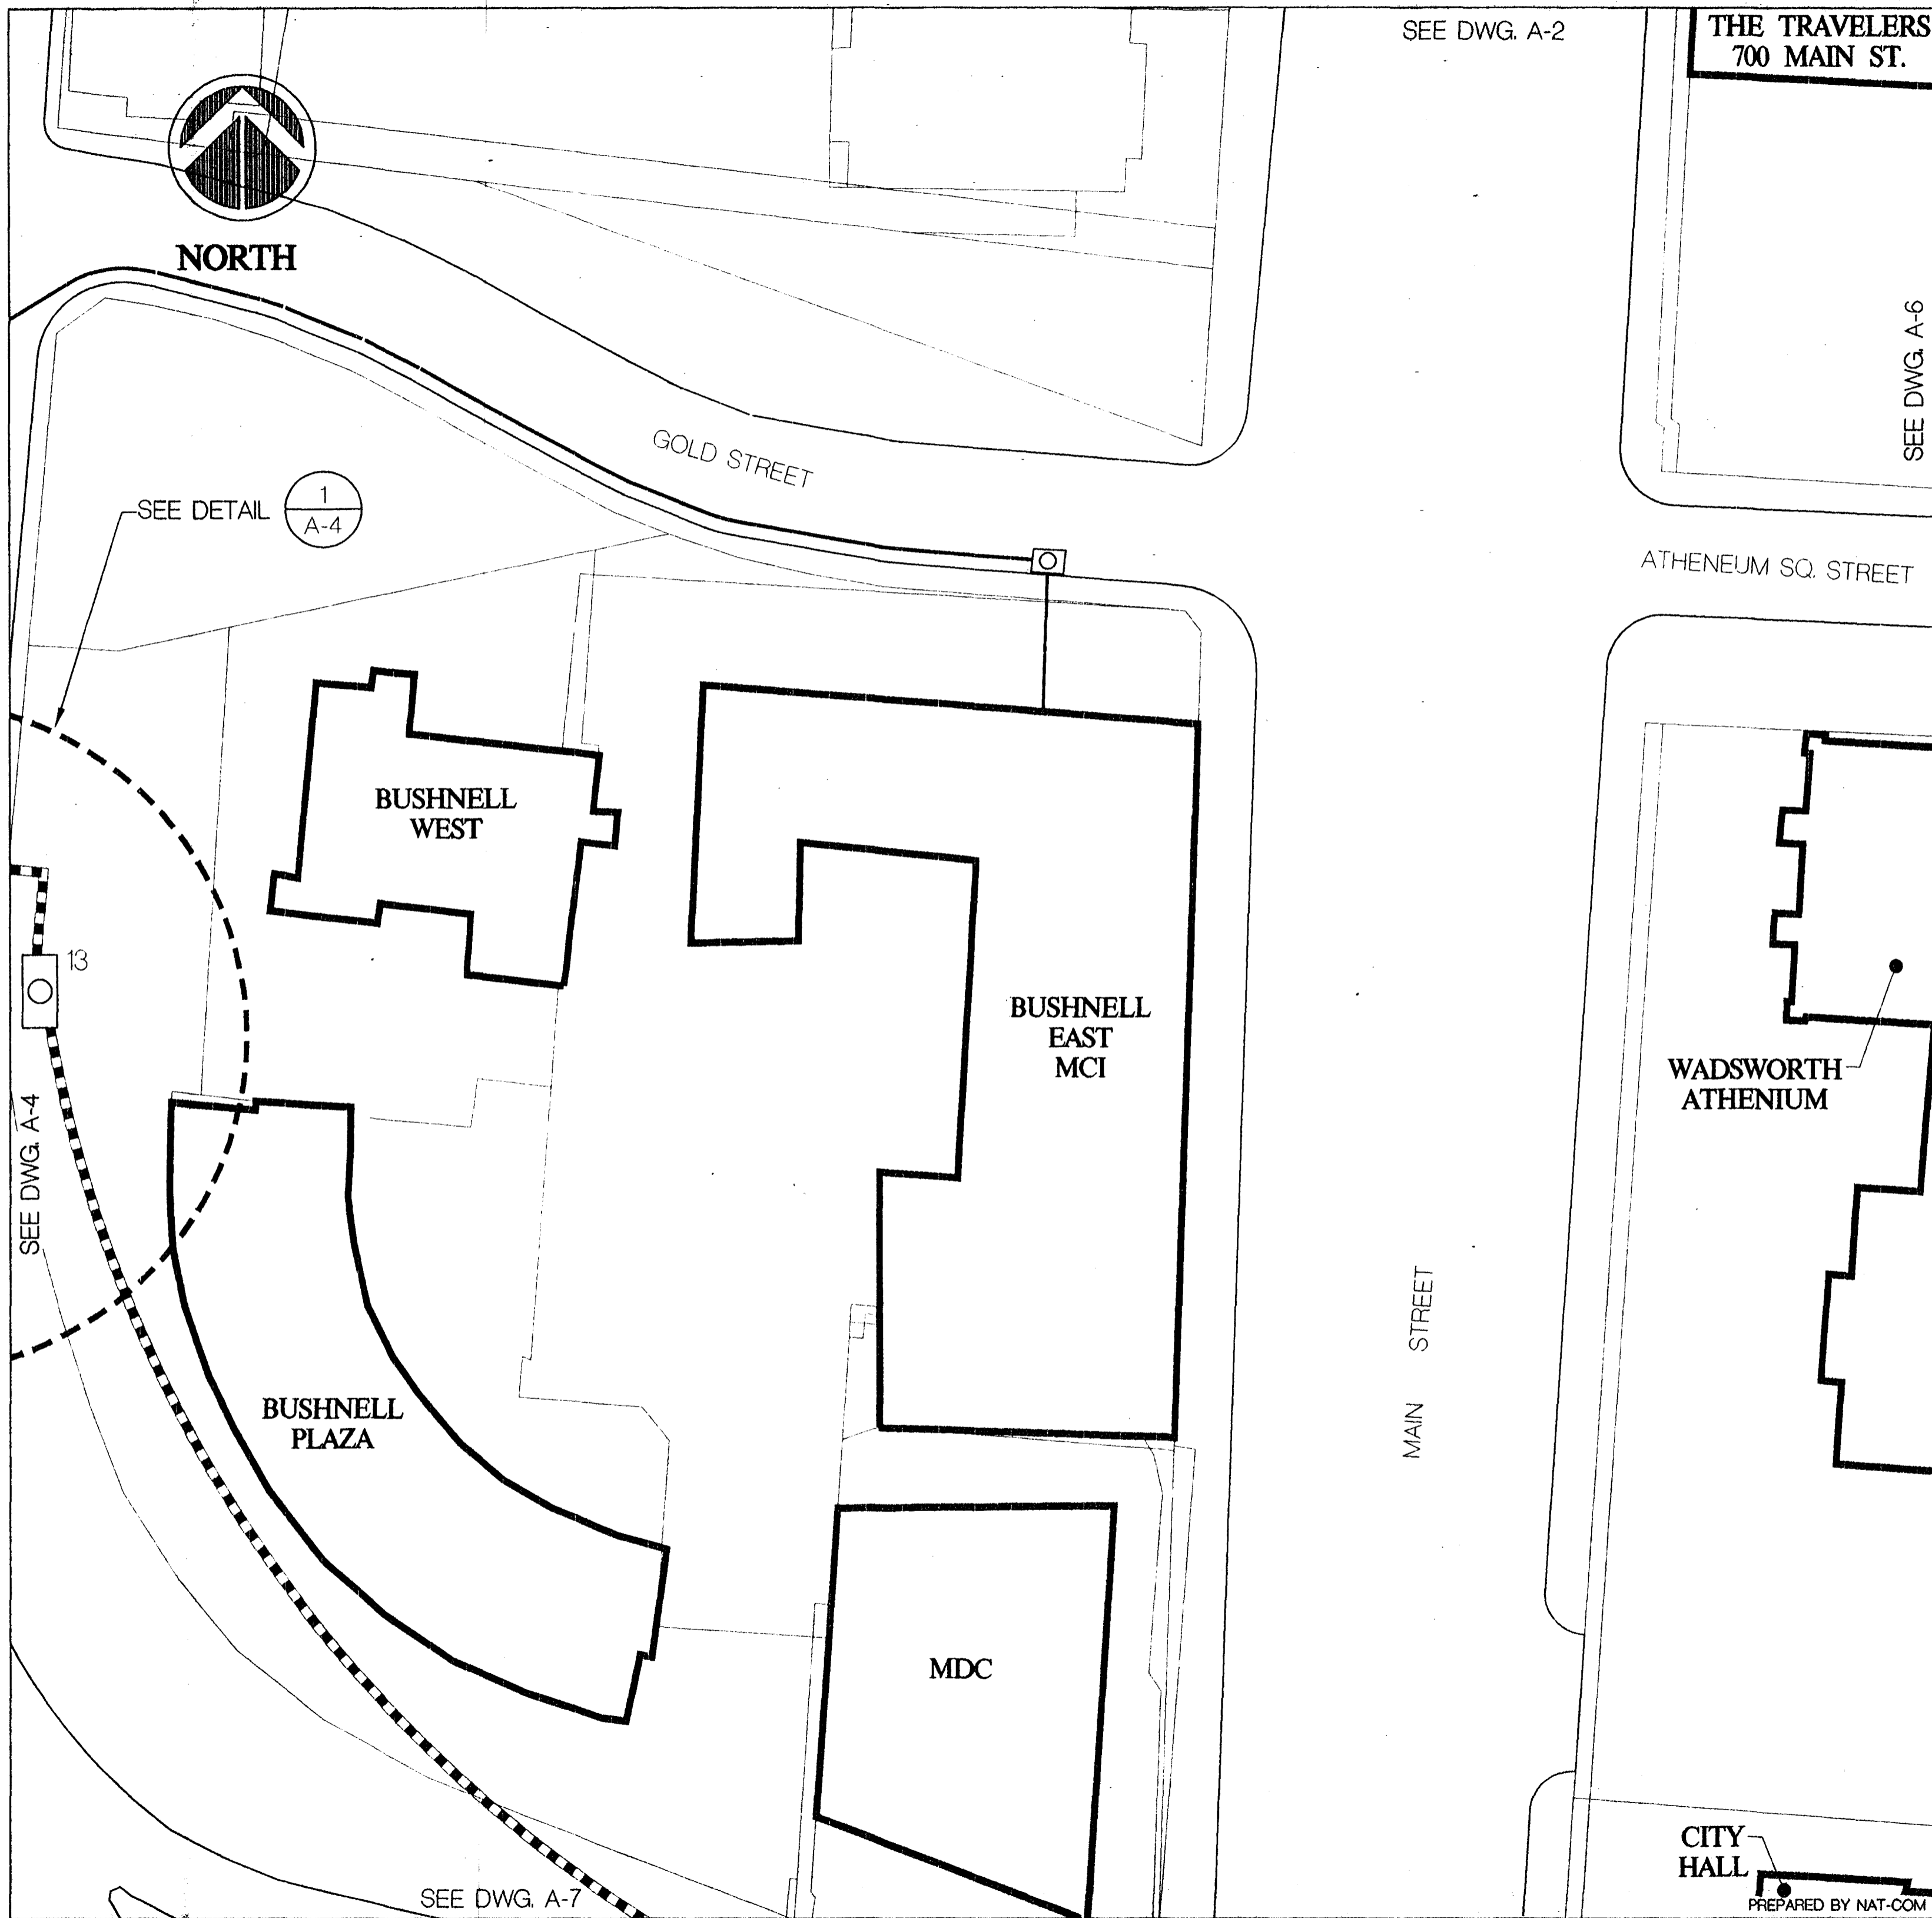 SEE DWG. A-2
THE TRAVELERS
700 MAIN ST.
NORTH
SEE DWG. A-6
GOLD STREET
SEE DETAIL
1
A-4
ATHENEUM SQ. STREET
BUSHNELL
WEST
13
BUSHNELL
EAST
MCI
WADSWORTH
ATHENIUM
SEE DWG. A-4
MAIN STREET
BUSHNELL
PLAZA
MDC
CITY
HALL
SEE DWG. A-7
PREPARED BY NAT-COM